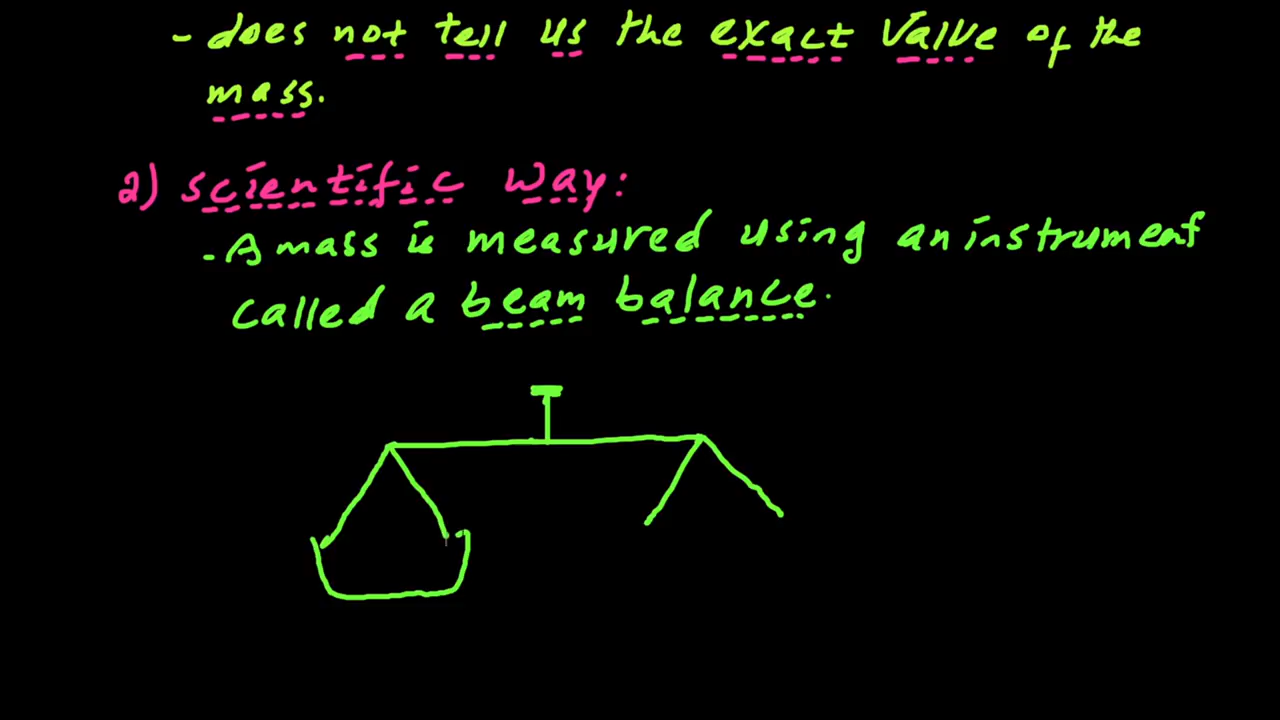 - does not tell us the exact value of the
mass.
2) scientific way:
- A mass is measured using an instrument
called a beam balance.